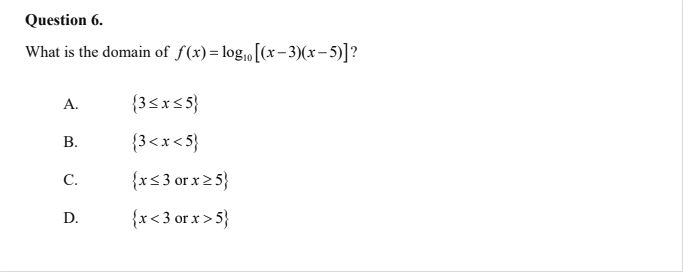 Question 6.
What is the domain of f(x) = log₁₀[(x−3)(x−5)]?
A. {3 ≤ x ≤ 5}
B. {3 < x < 5}
C. {x ≤ 3 or x ≥ 5}
D. {x < 3 or x > 5}